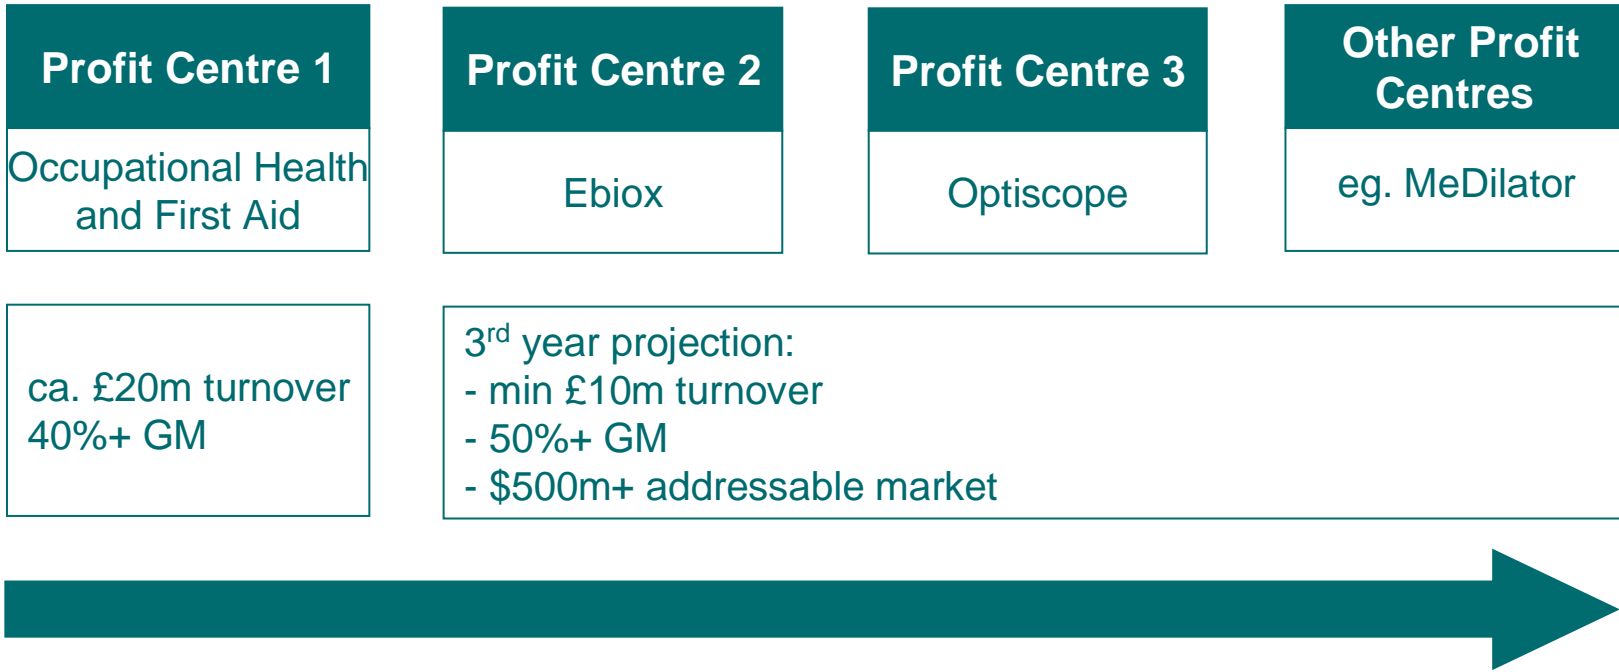 Profit Centre 1
Occupational Health
and First Aid
Profit Centre 2
Ebiox
Profit Centre 3
Optiscope
Other Profit
Centres
eg. MeDilator
ca. £20m turnover
40%+ GM
3rd year projection:
- min £10m turnover
- 50%+ GM
- $500m+ addressable market